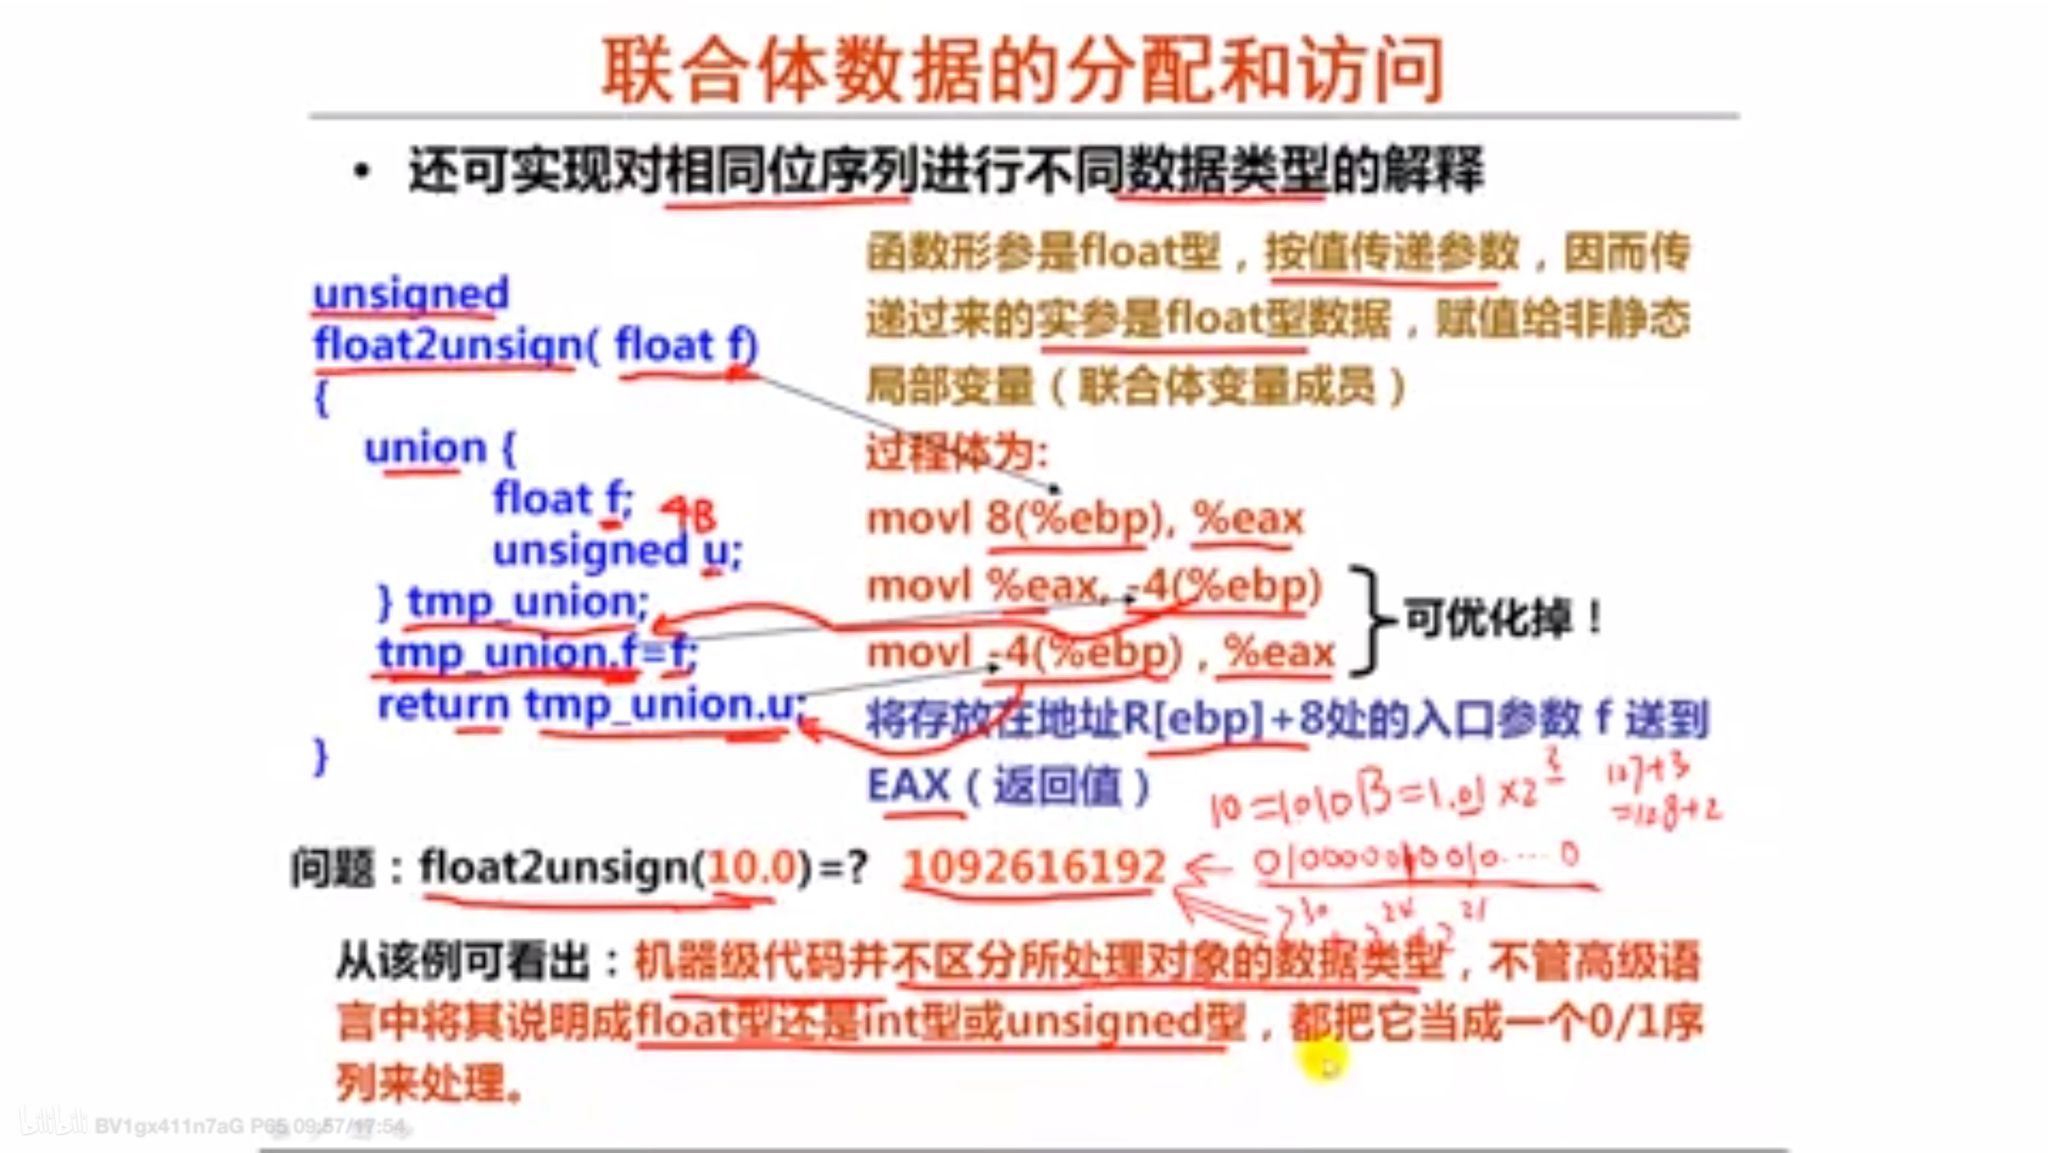 联合体数据的分配和访问
• 还可实现对相同位序列进行不同数据类型的解释
函数形参是float型，按值传递参数，因而传
递过来的实参是float型数据，赋值给非静态
局部变量（联合体变量成员）
unsigned
float2unsign( float f)
{
union {
float f; 4B
unsigned u;
} tmp_union;
tmp_union.f=f;
return tmp_union.u;
}
过程体为:
movl 8(%ebp), %eax
movl %eax, -4(%ebp)
movl -4(%ebp) , %eax
可优化掉！
将存放在地址R[ebp]+8处的入口参数 f 送到
EAX（返回值）
10=1010B=1.01×2^3
127+3
=128+2
问题：float2unsign(10.0)=? 1092616192
2^30+2^24+2^21
从该例可看出：机器级代码并不区分所处理对象的数据类型，不管高级语
言中将其说明成float型还是int型或unsigned型，都把它当成一个0/1序
列来处理。
bilibili BV1gx411n7aG P65 09:57/17:54